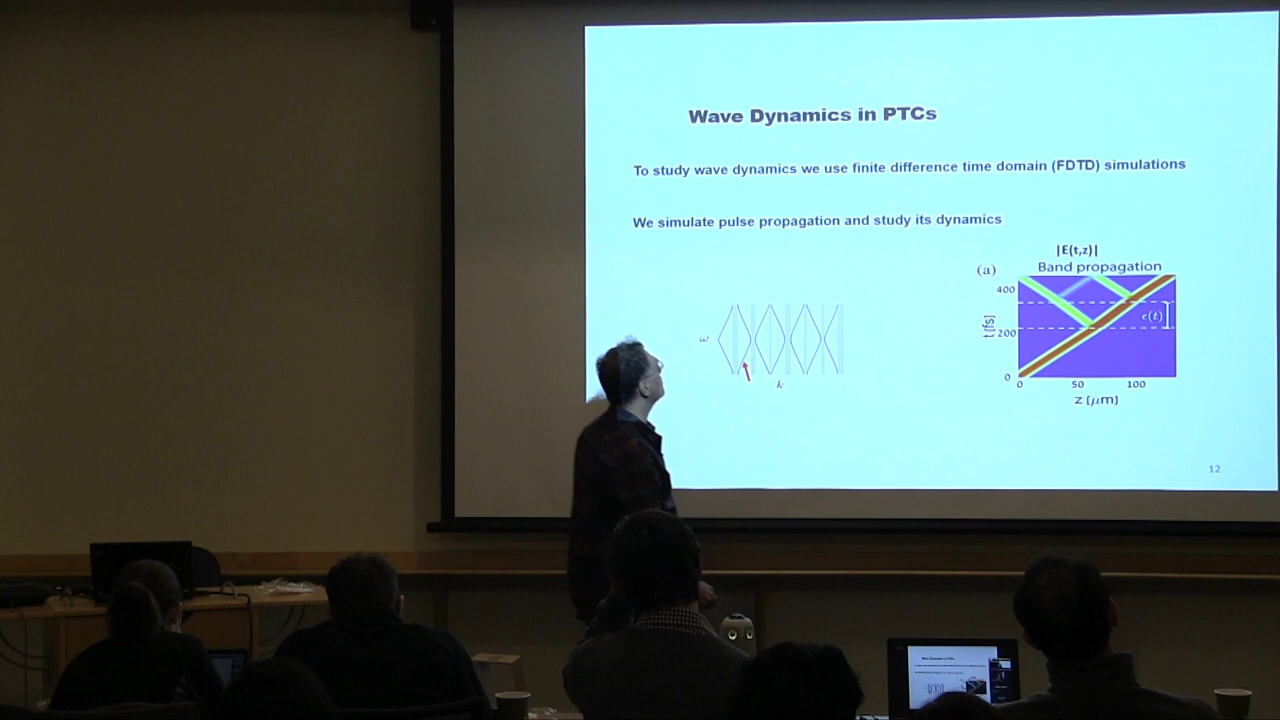 Wave Dynamics in PTCs
To study wave dynamics we use finite difference time domain (FDTD) simulations
We simulate pulse propagation and study its dynamics
|E(t,z)|
(a) Band propagation
400
200
0
t[fs]
ε(t)
0 50 100
z [μm]
ω
k
12